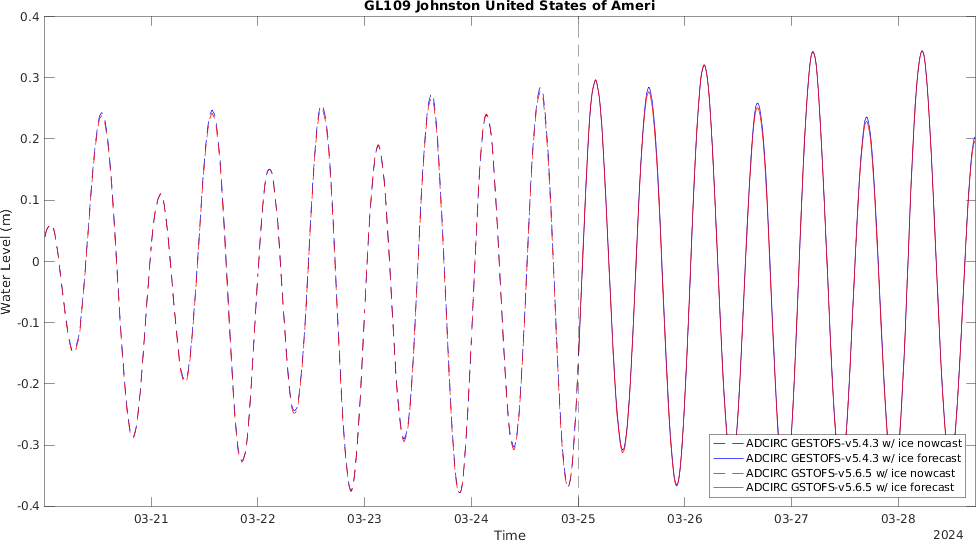 GL109 Johnston United States of Ameri
0.4
0.3
0.2
0.1
0
-0.1
-0.2
-0.3
-0.4
Water Level (m)
03-21
03-22
03-23
03-24
03-25
03-26
03-27
03-28
Time
2024
ADCIRC GESTOFS-v5.4.3 w/ ice nowcast
ADCIRC GESTOFS-v5.4.3 w/ ice forecast
ADCIRC GSTOFS-v5.6.5 w/ ice nowcast
ADCIRC GSTOFS-v5.6.5 w/ ice forecast